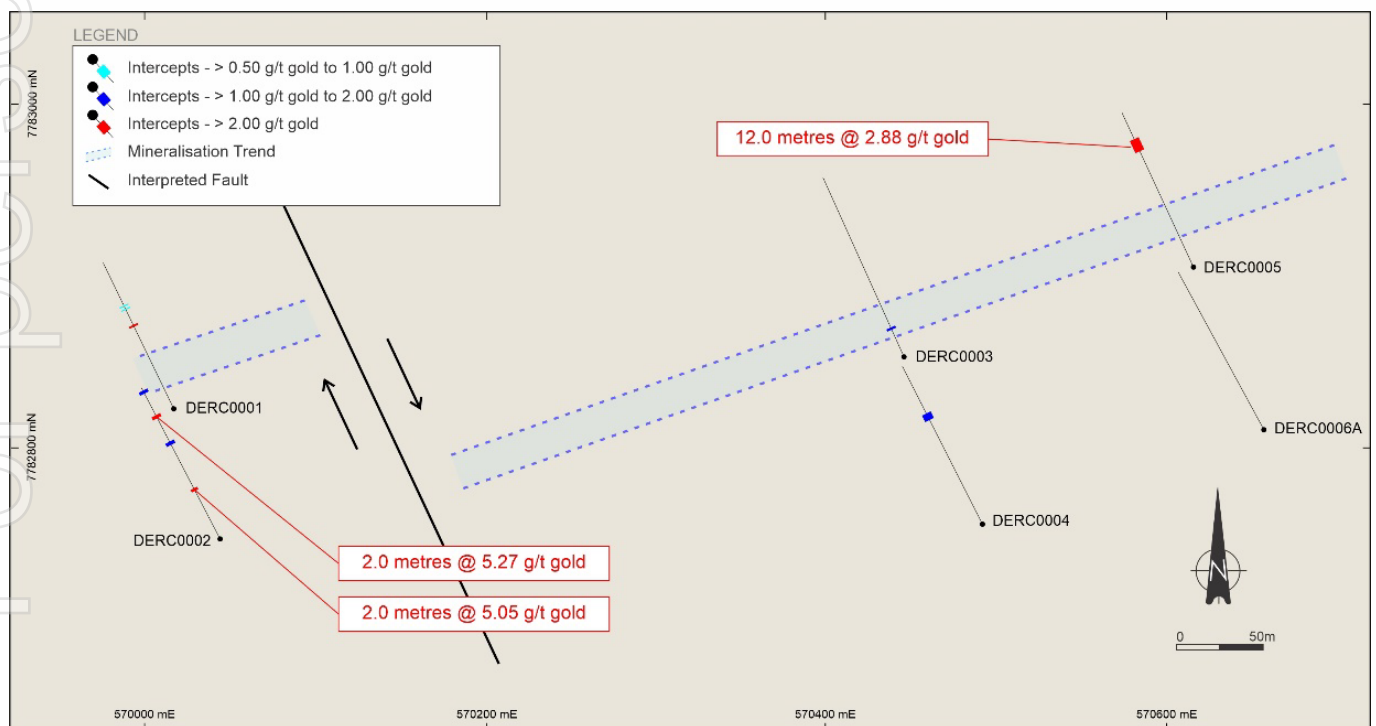 LEGEND
Intercepts - > 0.50 g/t gold to 1.00 g/t gold
Intercepts - > 1.00 g/t gold to 2.00 g/t gold
Intercepts - > 2.00 g/t gold
Mineralisation Trend
Interpreted Fault
7783000 mN
12.0 metres @ 2.88 g/t gold
DERC0005
DERC0003
DERC0001
DERC0006A
7782800 mN
DERC0004
DERC0002
2.0 metres @ 5.27 g/t gold
2.0 metres @ 5.05 g/t gold
N
0 50m
570000 mE 570200 mE 570400 mE 570600 mE